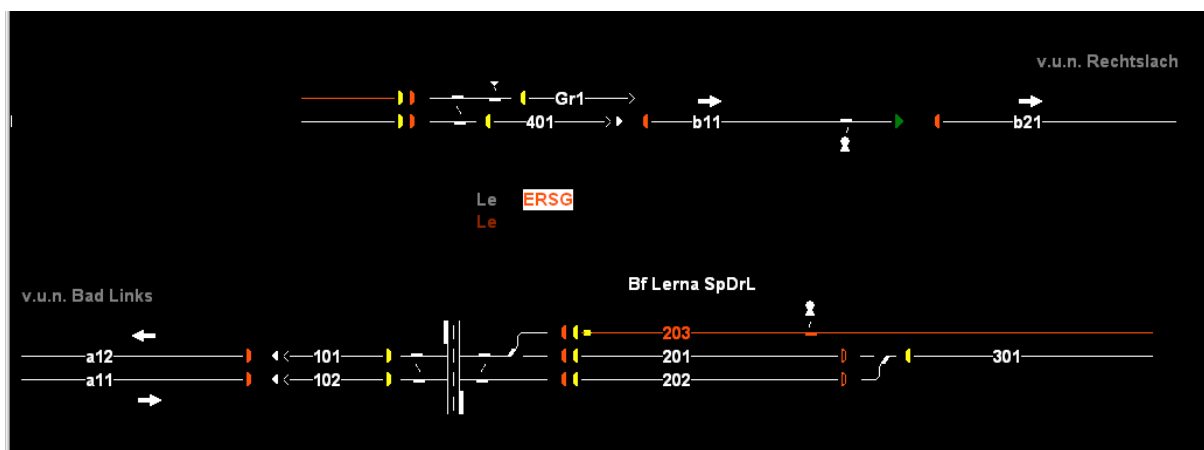 v.u.n. Rechtslach
Gr1
401 b11 b21
Le ERSG
Le
Bf Lerna SpDrL
v.u.n. Bad Links
203
a12 101 201 301
a11 102 202